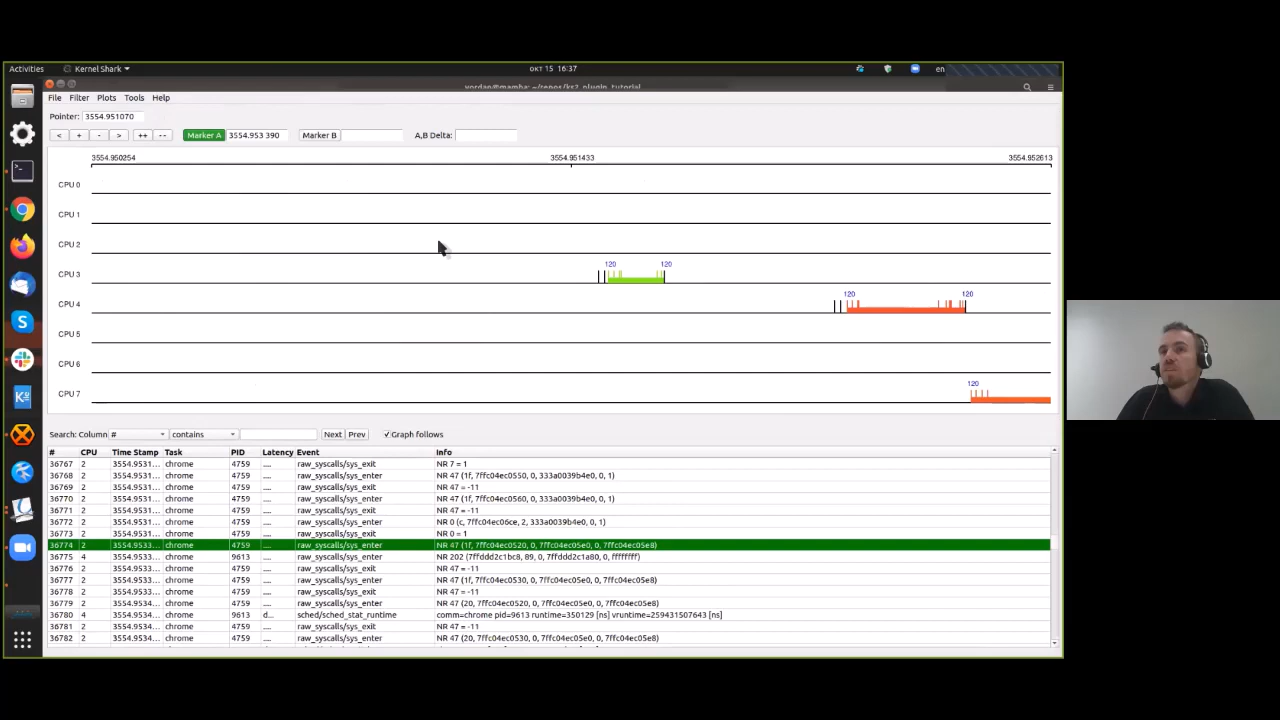 Activities Kernel Shark окт 15 16:37 en
yordan@mamba: ~/repos/ks2_plugin_tutorial
File Filter Plots Tools Help
Pointer: 3554.951070
< + - > ++ -- Marker A 3554.953 390 Marker B A,B Delta:
3554.950254 3554.951433 3554.952613
CPU 0
CPU 1
CPU 2
120 120
CPU 3
120 120
CPU 4
CPU 5
CPU 6
120
CPU 7
Search: Column # contains Next Prev Graph follows
# CPU Time Stamp Task PID Latency Event Info
36767 2 3554.9531... chrome 4759 .... raw_syscalls/sys_exit NR 7 = 1
36768 2 3554.9531... chrome 4759 .... raw_syscalls/sys_enter NR 47 (1f, 7ffc04ec0550, 0, 333a0039b4e0, 0, 1)
36769 2 3554.9531... chrome 4759 .... raw_syscalls/sys_exit NR 47 = -11
36770 2 3554.9531... chrome 4759 .... raw_syscalls/sys_enter NR 47 (1f, 7ffc04ec0560, 0, 333a0039b4e0, 0, 1)
36771 2 3554.9531... chrome 4759 .... raw_syscalls/sys_exit NR 47 = -11
36772 2 3554.9531... chrome 4759 .... raw_syscalls/sys_enter NR 0 (c, 7ffc04ec06ce, 2, 333a0039b4e0, 0, 1)
36773 2 3554.9531... chrome 4759 .... raw_syscalls/sys_exit NR 0 = 1
36774 2 3554.9533... chrome 4759 .... raw_syscalls/sys_enter NR 47 (1f, 7ffc04ec0520, 0, 7ffc04ec05e0, 0, 7ffc04ec05e8)
36775 4 3554.9533... chrome 9613 .... raw_syscalls/sys_enter NR 202 (7ffddd2c1bc8, 89, 0, 7ffddd2c1a80, 0, ffffffff)
36776 2 3554.9533... chrome 4759 .... raw_syscalls/sys_exit NR 47 = -11
36777 2 3554.9533... chrome 4759 .... raw_syscalls/sys_enter NR 47 (1f, 7ffc04ec0530, 0, 7ffc04ec05e0, 0, 7ffc04ec05e8)
36778 2 3554.9533... chrome 4759 .... raw_syscalls/sys_exit NR 47 = -11
36779 2 3554.9534... chrome 4759 .... raw_syscalls/sys_enter NR 47 (20, 7ffc04ec0520, 0, 7ffc04ec05e0, 0, 7ffc04ec05e8)
36780 4 3554.9534... chrome 9613 d... sched/sched_stat_runtime comm=chrome pid=9613 runtime=350129 [ns] vruntime=259431507643 [ns]
36781 2 3554.9534... chrome 4759 .... raw_syscalls/sys_exit NR 47 = -11
36782 2 3554.9534... chrome 4759 .... raw_syscalls/sys_enter NR 47 (20, 7ffc04ec0530, 0, 7ffc04ec05e0, 0, 7ffc04ec05e8)